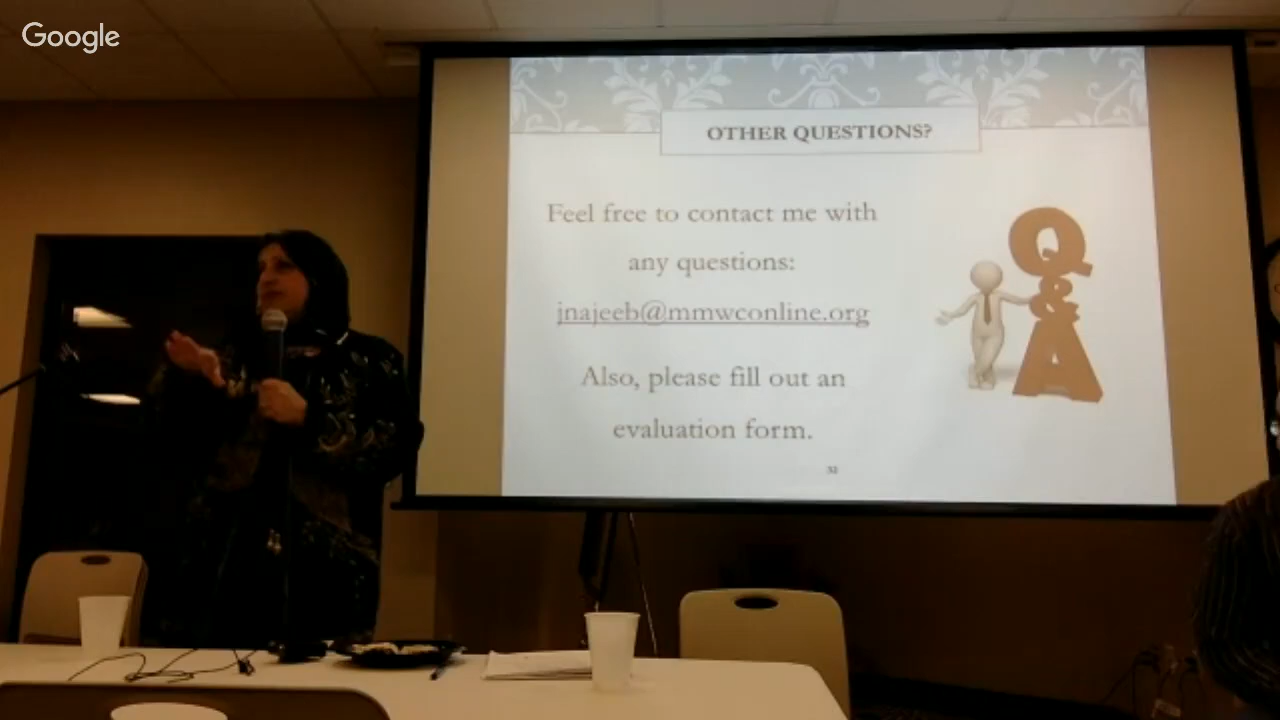 Google
OTHER QUESTIONS?
Feel free to contact me with
any questions:
jnajeeb@mmwconline.org
Also, please fill out an
evaluation form.
Q
&
A